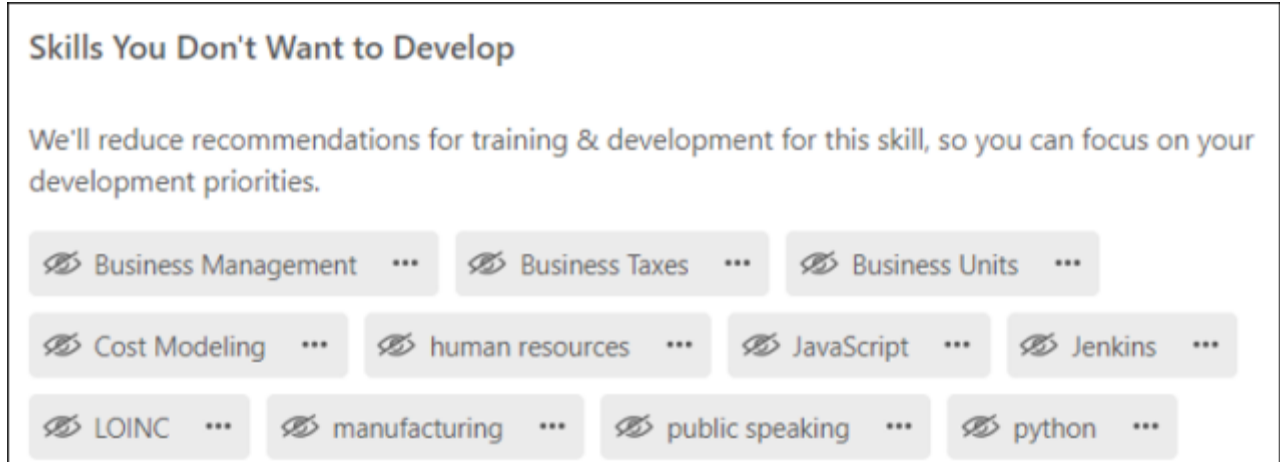 Skills You Don't Want to Develop
We'll reduce recommendations for training & development for this skill, so you can focus on your
development priorities.
Business Management ••• Business Taxes ••• Business Units •••
Cost Modeling ••• human resources ••• JavaScript ••• Jenkins •••
LOINC ••• manufacturing ••• public speaking ••• python •••